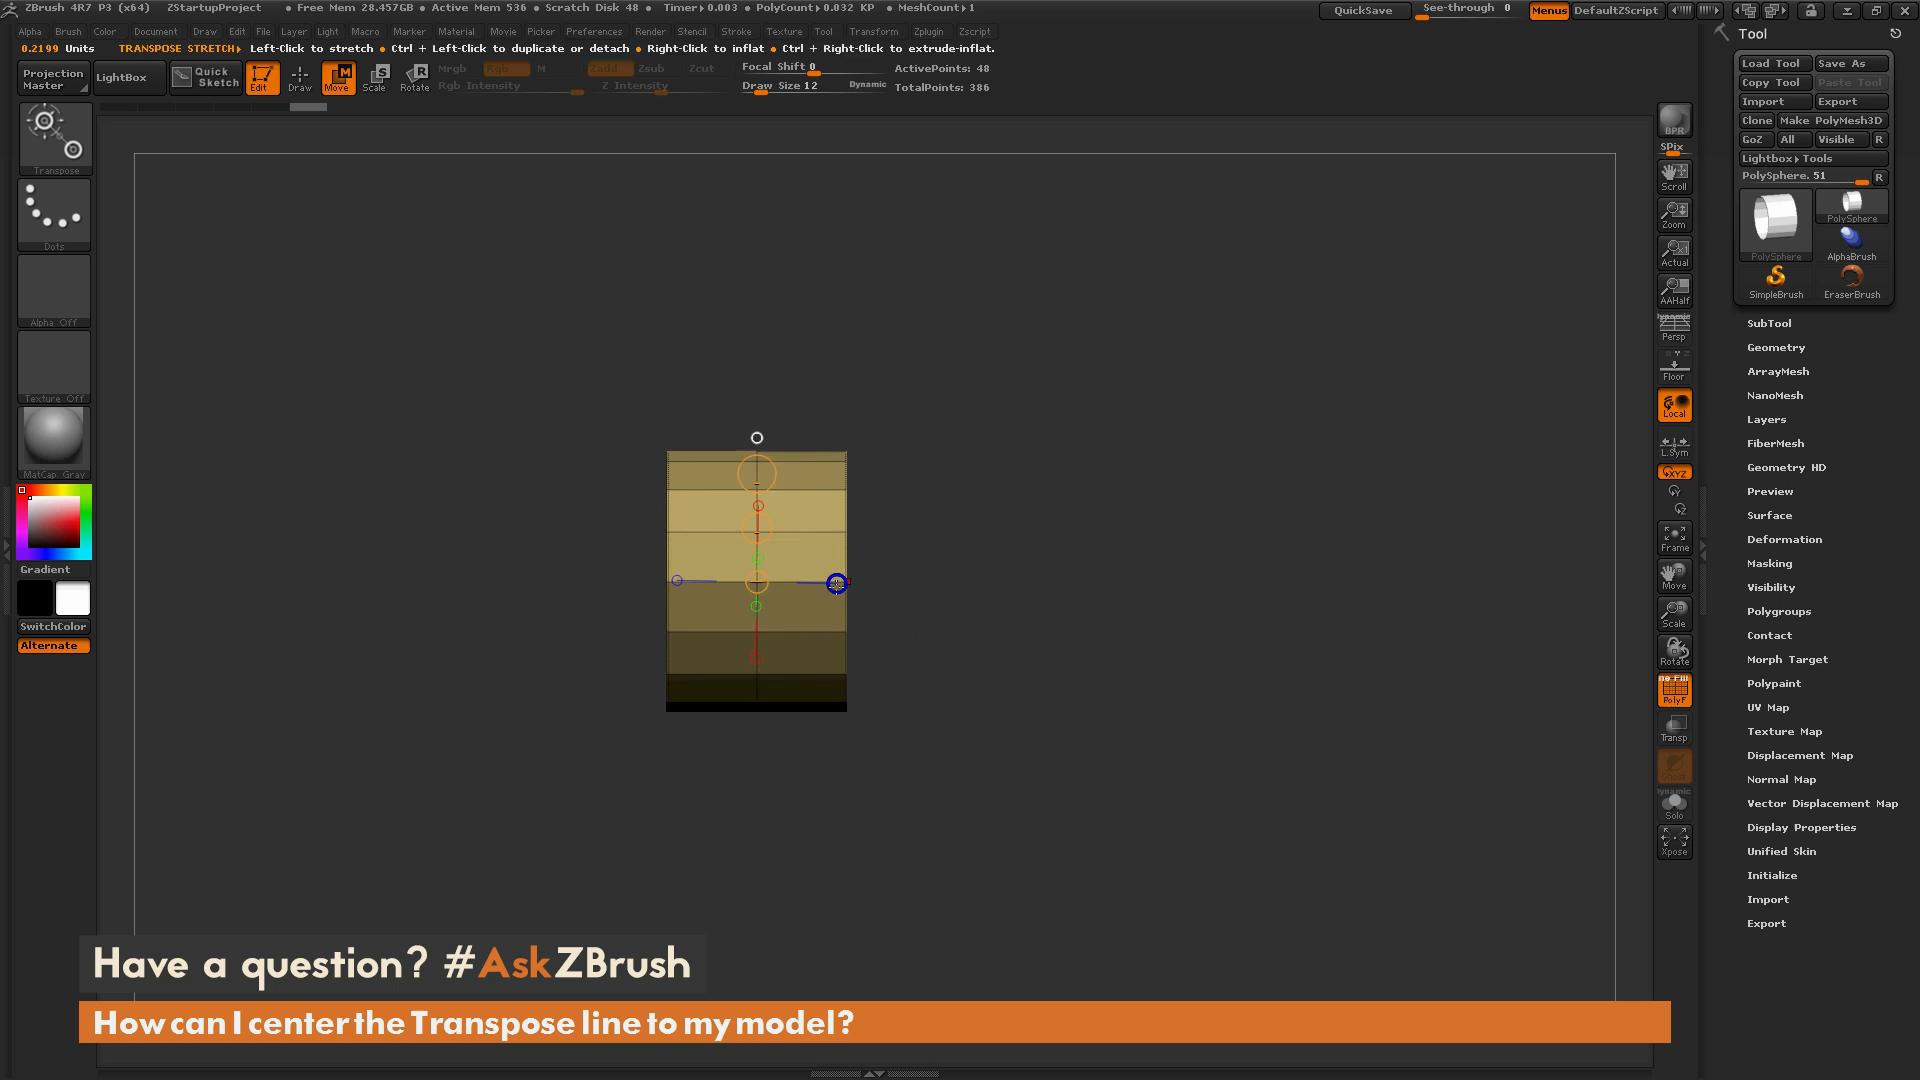 ZBrush 4R7 P3 (x64) ZStartupProject • Free Mem 28.457GB • Active Mem 536 • Scratch Disk 48 • Timer▸0.003 • PolyCount▸0.032 KP • MeshCount▸1 QuickSave See-through 0 Menus DefaultZScript
Alpha Brush Color Document Draw Edit File Layer Light Macro Marker Material Movie Picker Preferences Render Stencil Stroke Texture Tool Transform Zplugin Zscript
0.2199 Units TRANSPOSE STRETCH▸ Left-Click to stretch • Ctrl + Left-Click to duplicate or detach • Right-Click to inflat • Ctrl + Right-Click to extrude-inflat.
Projection Master
LightBox
Quick Sketch
Edit
Draw
Move
Scale
Rotate
Mrgb Rgb M
Rgb Intensity
Zadd Zsub Zcut
Z Intensity
Focal Shift 0
Draw Size 12 Dynamic
ActivePoints: 48
TotalPoints: 386
Transpose
Dots
Alpha Off
Texture Off
MatCap Gray
Gradient
SwitchColor
Alternate
BPR
SPix
Scroll
Zoom
Actual
AAHalf
Dynamic
Persp
Floor
Local
L.Sym
XYZ
Frame
Move
Scale
Rotate
PolyF
Transp
Ghost
Dynamic
Solo
Xpose
Tool
Load Tool Save As
Copy Tool Paste Tool
Import Export
Clone Make PolyMesh3D
GoZ All Visible R
Lightbox▸Tools
PolySphere. 51 R
PolySphere
PolySphere
AlphaBrush
SimpleBrush
EraserBrush
SubTool
Geometry
ArrayMesh
NanoMesh
Layers
FiberMesh
Geometry HD
Preview
Surface
Deformation
Masking
Visibility
Polygroups
Contact
Morph Target
Polypaint
UV Map
Texture Map
Displacement Map
Normal Map
Vector Displacement Map
Display Properties
Unified Skin
Initialize
Import
Export
Have a question? #AskZBrush
How can I center the Transpose line to my model?